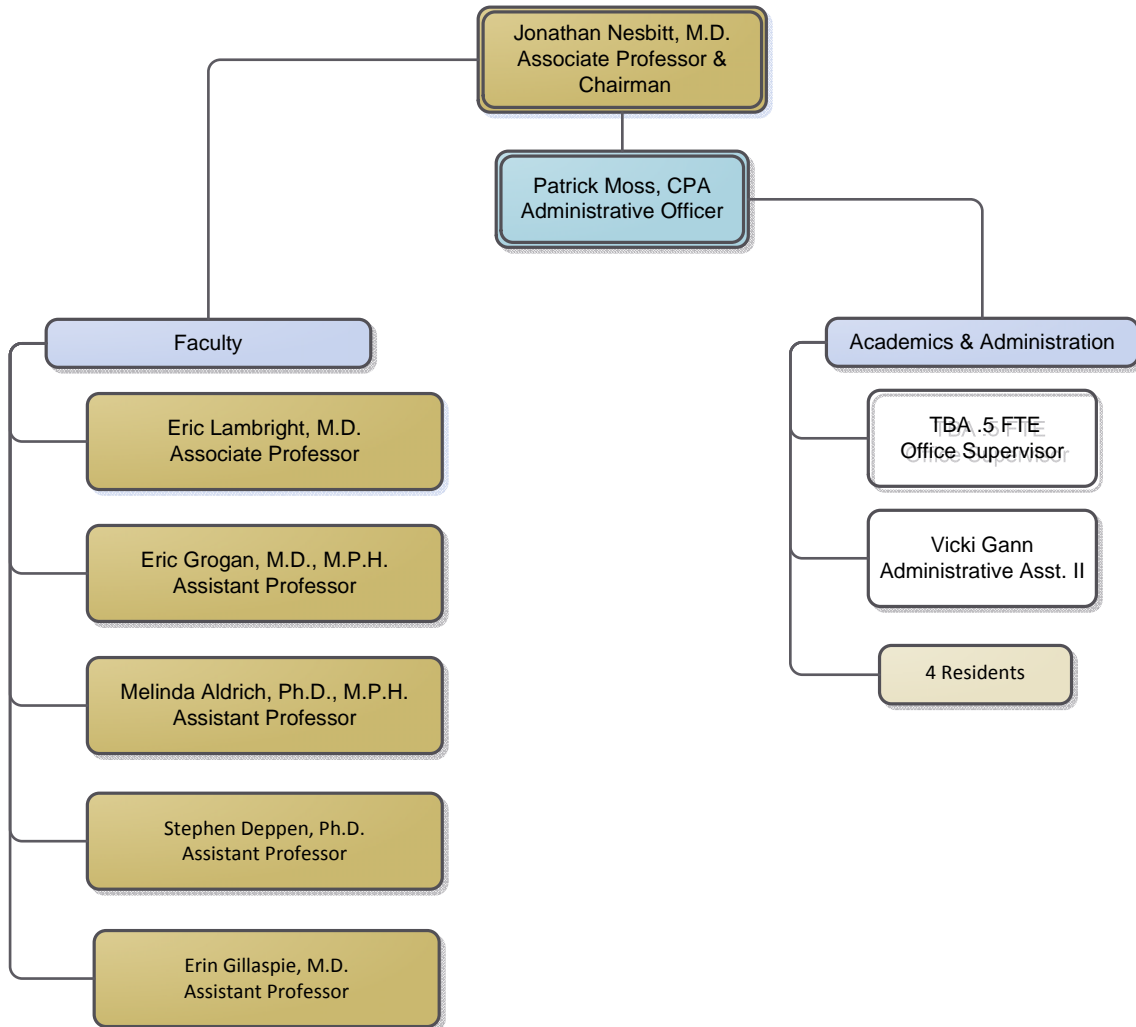 Jonathan Nesbitt, M.D.
Associate Professor &
Chairman
Patrick Moss, CPA
Administrative Officer
Faculty
Eric Lambright, M.D.
Associate Professor
Eric Grogan, M.D., M.P.H.
Assistant Professor
Melinda Aldrich, Ph.D., M.P.H.
Assistant Professor
Stephen Deppen, Ph.D.
Assistant Professor
Erin Gillaspie, M.D.
Assistant Professor
Academics & Administration
TBA .5 FTE
Office Supervisor
Vicki Gann
Administrative Asst. II
4 Residents